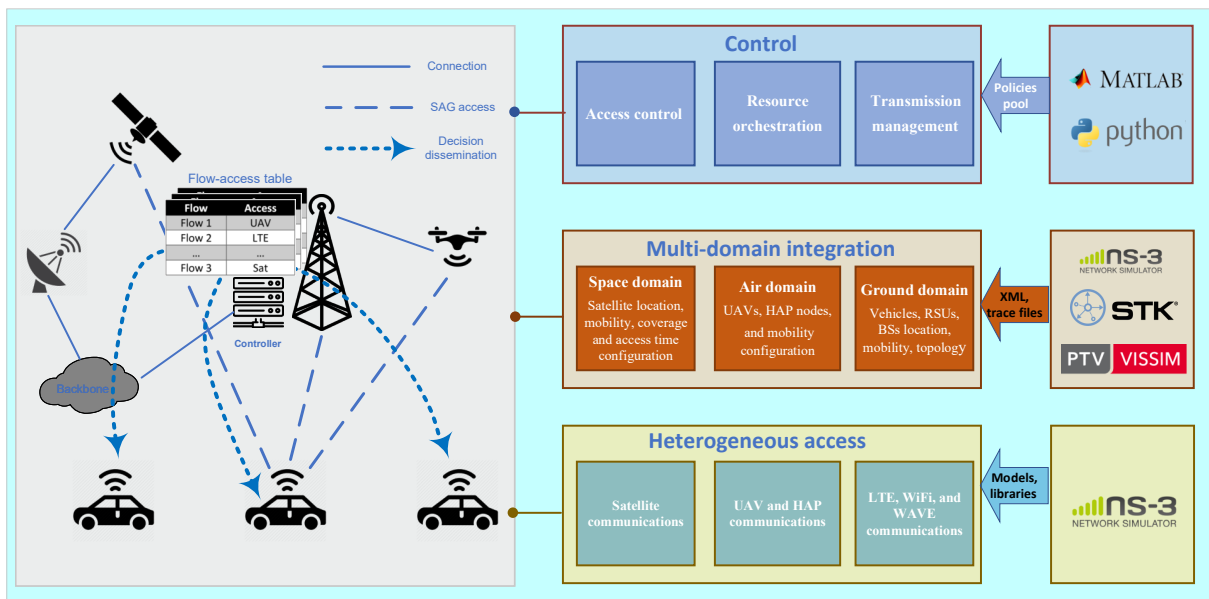 Connection
SAG access
Decision
dissemination
Flow-access table
Flow Access
Flow 1 UAV
Flow 2 LTE
... ...
Flow 3 Sat
Controller
Backbone
Control
Access control
Resource
orchestration
Transmission
management
Policies
pool
MATLAB
python
Multi-domain integration
Space domain
Satellite location,
mobility, coverage
and access time
configuration
Air domain
UAVs, HAP nodes,
and mobility
configuration
Ground domain
Vehicles, RSUs,
BSs location,
mobility, topology
XML,
trace files
ns-3
NETWORK SIMULATOR
STK
PTV VISSIM
Heterogeneous access
Satellite
communications
UAV and HAP
communications
LTE, WiFi, and
WAVE
communications
Models,
libraries
ns-3
NETWORK SIMULATOR